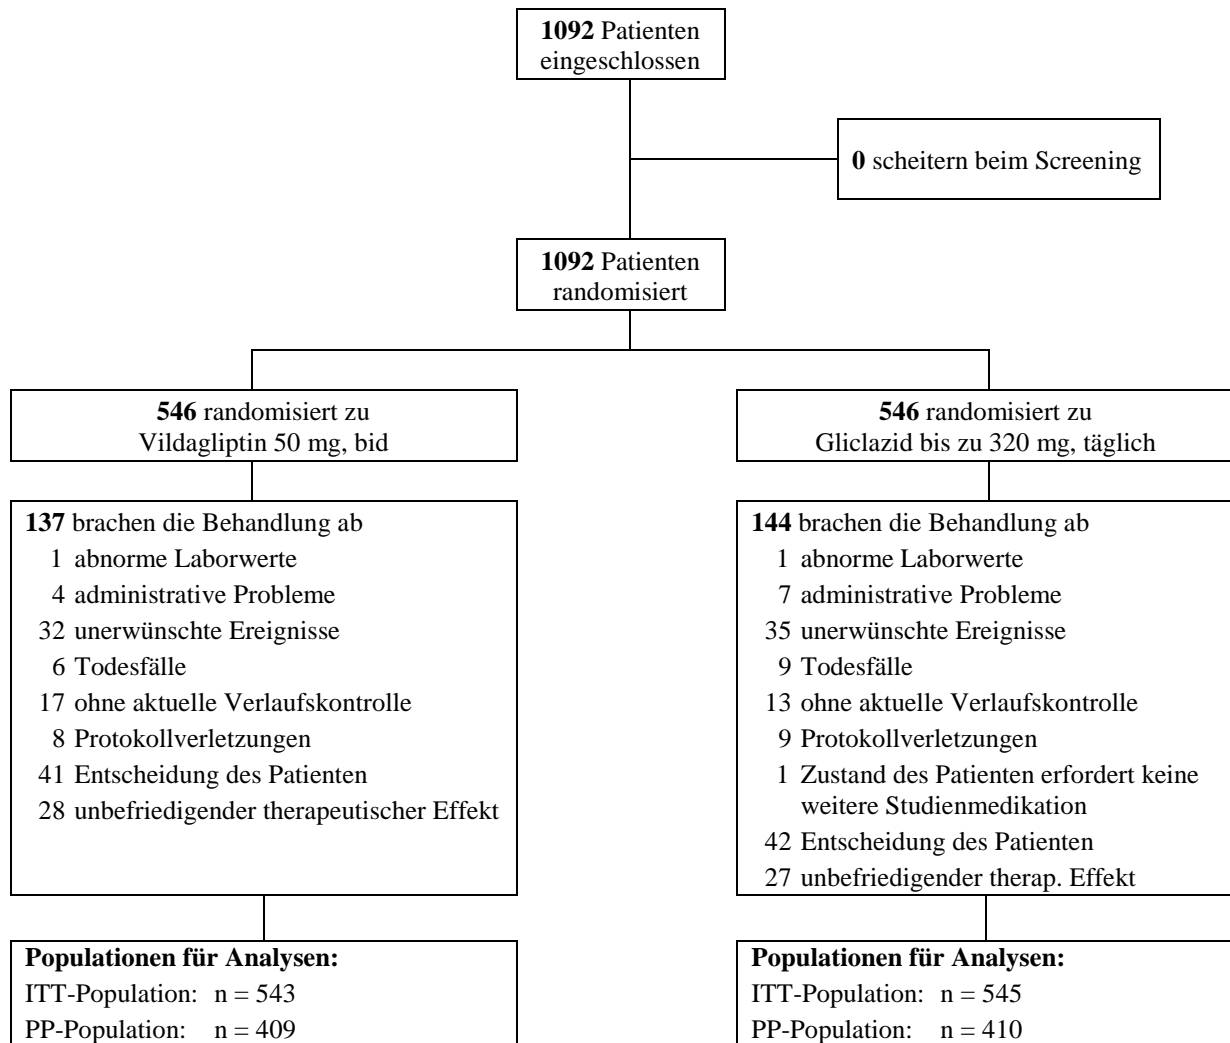 1092 Patienten
eingeschlossen
0 scheitern beim Screening
1092 Patienten
randomisiert
546 randomisiert zu
Vildagliptin 50 mg, bid
546 randomisiert zu
Gliclazid bis zu 320 mg, täglich
137 brachen die Behandlung ab
1 abnorme Laborwerte
4 administrative Probleme
32 unerwünschte Ereignisse
6 Todesfälle
17 ohne aktuelle Verlaufskontrolle
8 Protokollverletzungen
41 Entscheidung des Patienten
28 unbefriedigender therapeutischer Effekt
144 brachen die Behandlung ab
1 abnorme Laborwerte
7 administrative Probleme
35 unerwünschte Ereignisse
9 Todesfälle
13 ohne aktuelle Verlaufskontrolle
9 Protokollverletzungen
1 Zustand des Patienten erfordert keine
weitere Studienmedikation
42 Entscheidung des Patienten
27 unbefriedigender therap. Effekt
Populationen für Analysen:
ITT-Population: n = 543
PP-Population: n = 409
Populationen für Analysen:
ITT-Population: n = 545
PP-Population: n = 410